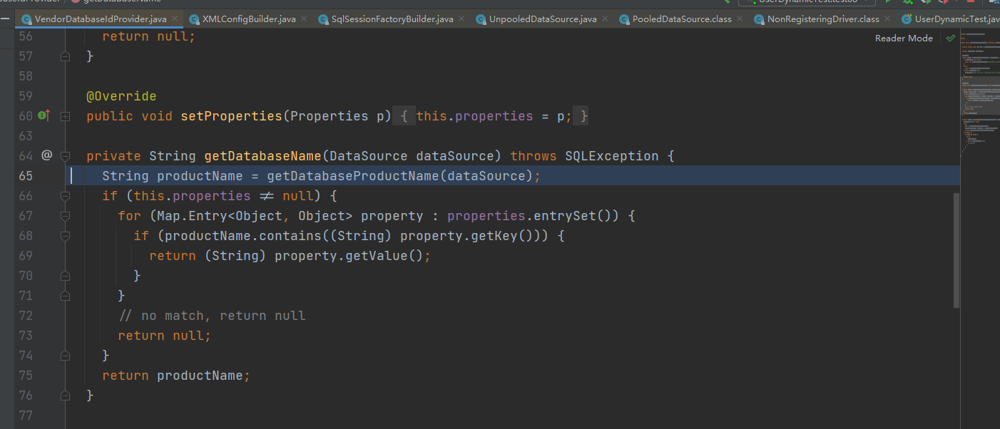 getDatabaseName
UserDynamicTest.test06
VendorDatabaseIdProvider.java XMLConfigBuilder.java SqlSessionFactoryBuilder.java UnpooledDataSource.java PooledDataSource.class NonRegisteringDriver.class UserDynamicTest.jav
Reader Mode
56 return null;
57 }
58
59 @Override
60 public void setProperties(Properties p) { this.properties = p; }
63
64 @ private String getDatabaseName(DataSource dataSource) throws SQLException {
65 String productName = getDatabaseProductName(dataSource);
66 if (this.properties ≠ null) {
67 for (Map.Entry<Object, Object> property : properties.entrySet()) {
68 if (productName.contains((String) property.getKey())) {
69 return (String) property.getValue();
70 }
71 }
72 // no match, return null
73 return null;
74 }
75 return productName;
76 }
77